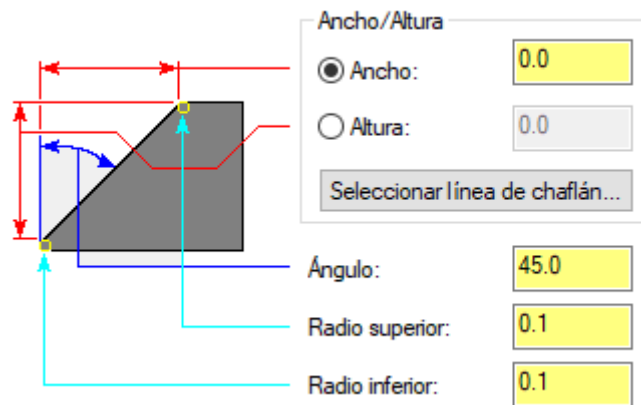 Ancho/Altura
Ancho: 0.0
Altura: 0.0
Seleccionar línea de chaflán...
Ángulo: 45.0
Radio superior: 0.1
Radio inferior: 0.1